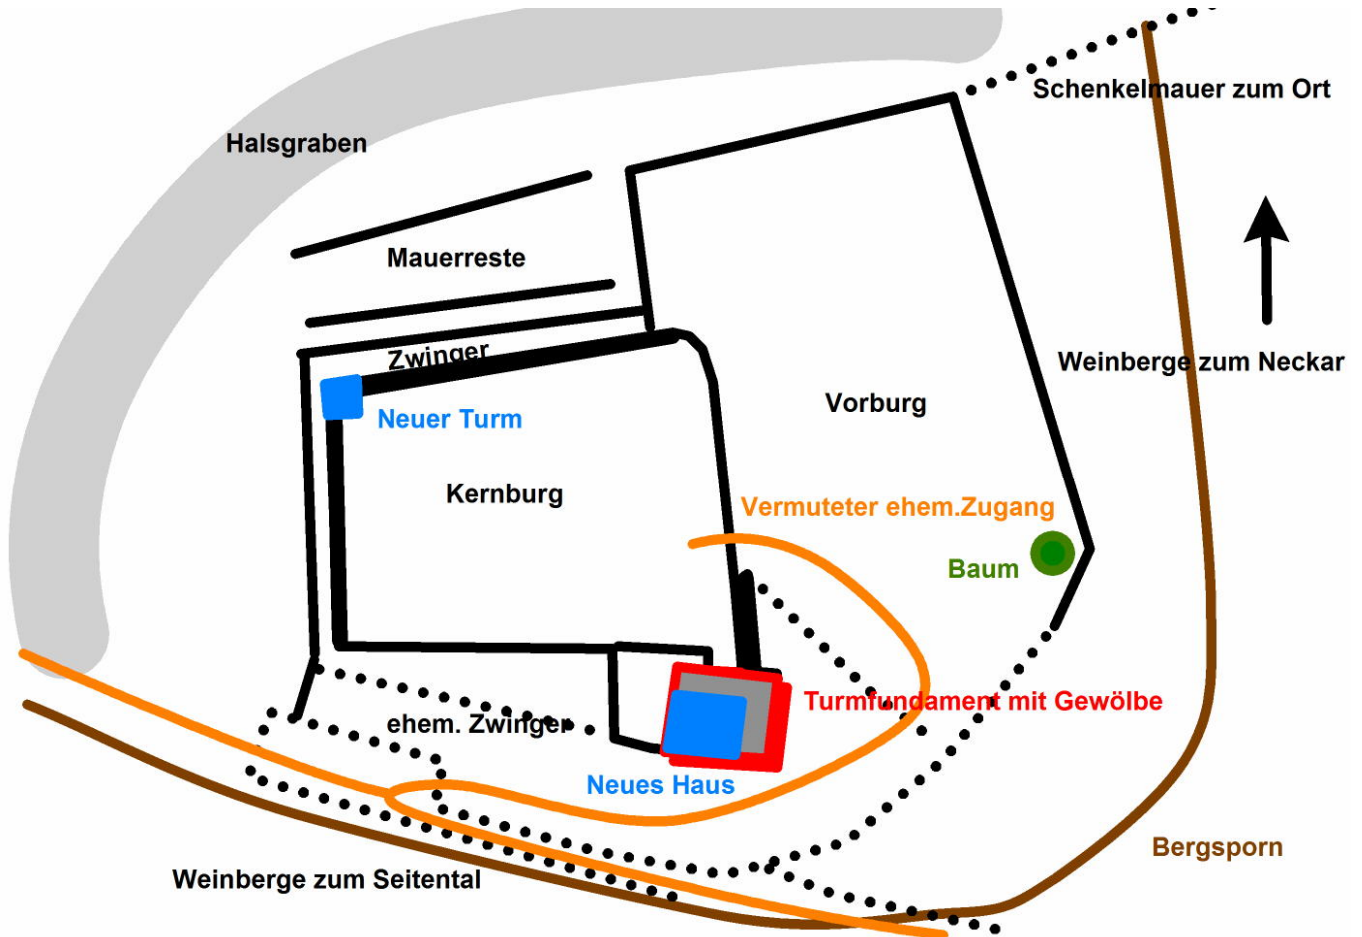 Schenkelmauer zum Ort
Halsgraben
Mauerreste
Zwinger
Weinberge zum Neckar
Vorburg
Neuer Turm
Kernburg
Vermuteter ehem.Zugang
Baum
Turmfundament mit Gewölbe
ehem. Zwinger
Neues Haus
Bergsporn
Weinberge zum Seitental